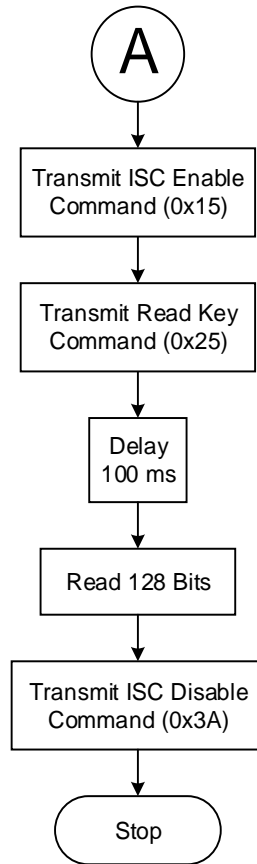 A
Transmit ISC Enable
Command (0x15)
Transmit Read Key
Command (0x25)
Delay
100 ms
Read 128 Bits
Transmit ISC Disable
Command (0x3A)
Stop